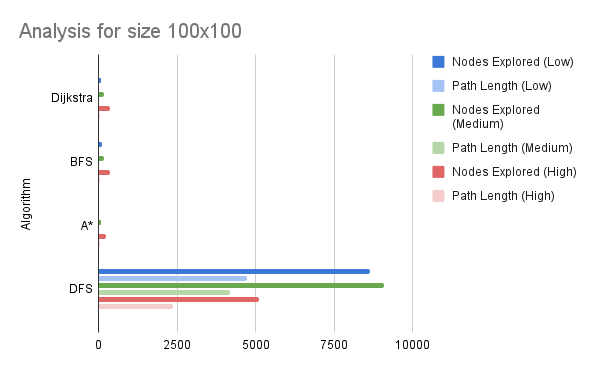 Analysis for size 100x100
Nodes Explored (Low)
Path Length (Low)
Nodes Explored
(Medium)
Path Length (Medium)
Nodes Explored (High)
Path Length (High)
Algorithm
Dijkstra
BFS
A*
DFS
0 2500 5000 7500 10000